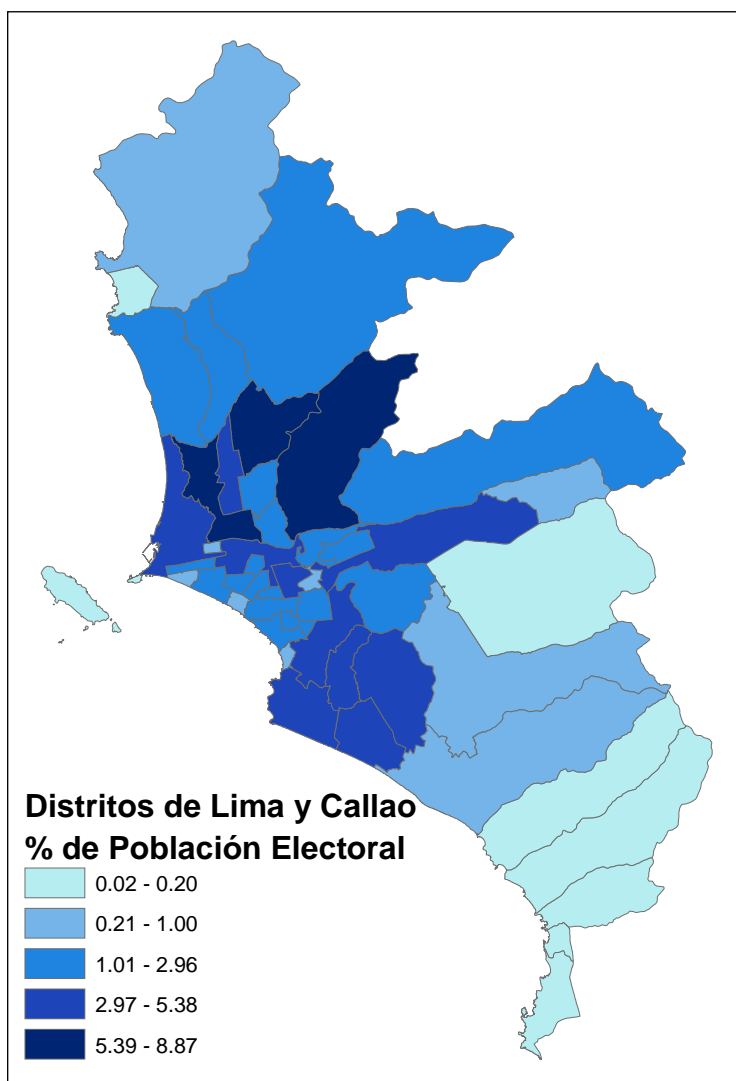 Distritos de Lima y Callao
% de Población Electoral
0.02 - 0.20
0.21 - 1.00
1.01 - 2.96
2.97 - 5.38
5.39 - 8.87